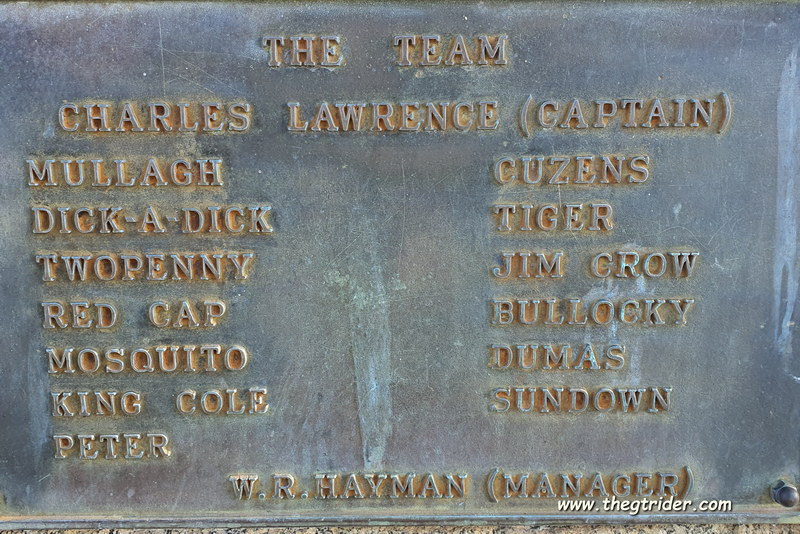 THE TEAM
CHARLES LAWRENCE (CAPTAIN)
MULLAGH CUZENS
DICK-A-DICK TIGER
TWOPENNY JIM CROW
RED CAP BULLOCKY
MOSQUITO DUMAS
KING COLE SUNDOWN
PETER
W.R.HAYMAN (MANAGER)
www.thegtrider.com